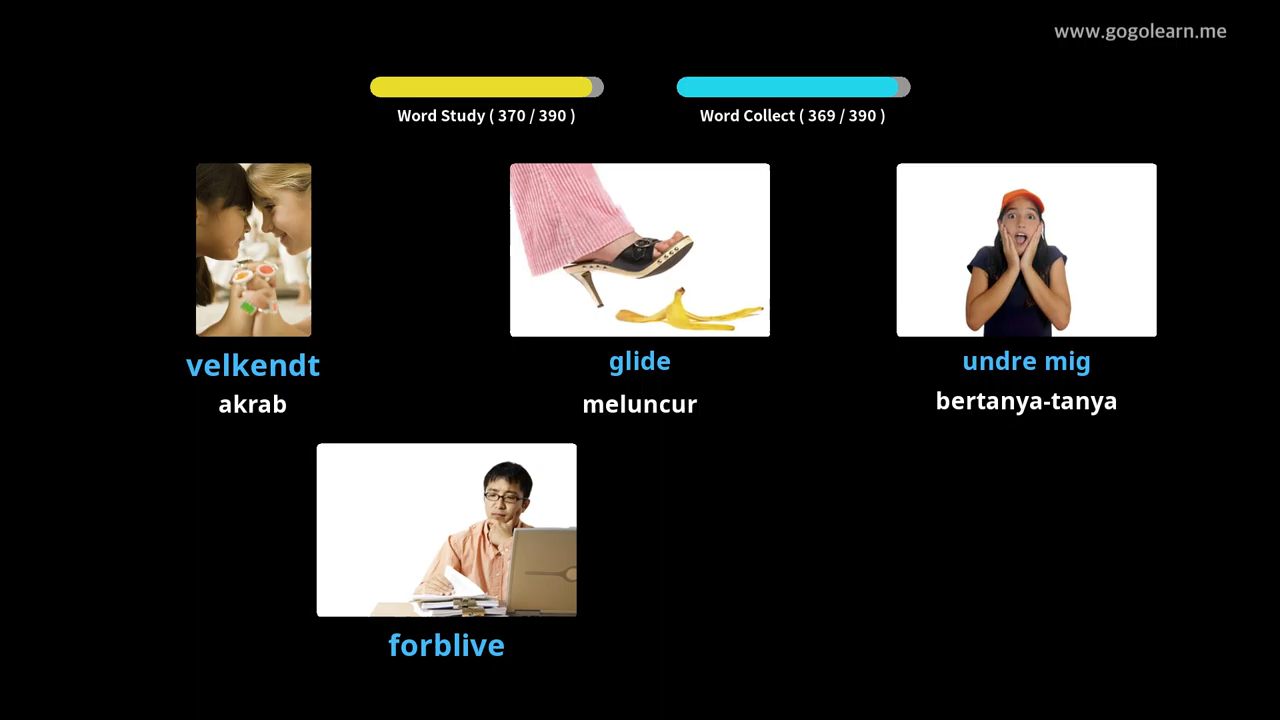 www.gogolearn.me
Word Study ( 370 / 390 )
Word Collect ( 369 / 390 )
velkendt
akrab
glide
meluncur
undre mig
bertanya-tanya
forblive